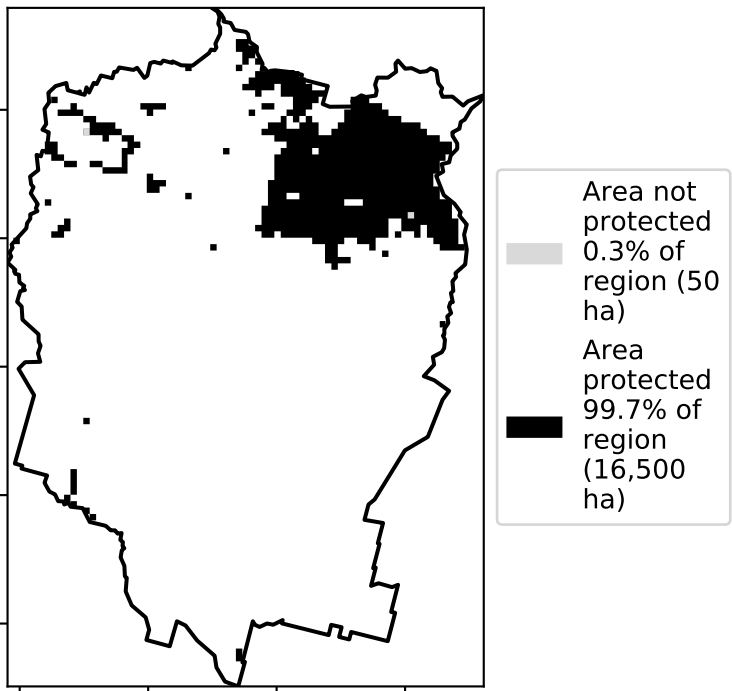 Area not
protected
0.3% of
region (50
ha)
Area
protected
99.7% of
region
(16,500
ha)